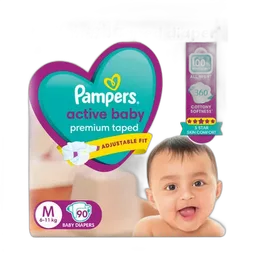 Pampers
active baby
premium taped
ADJUSTABLE FIT
100%
360
COTTONY
SOFTNESS
5 STAR
SKIN COMFORT
M
6-11 kg
90
BABY DIAPERS